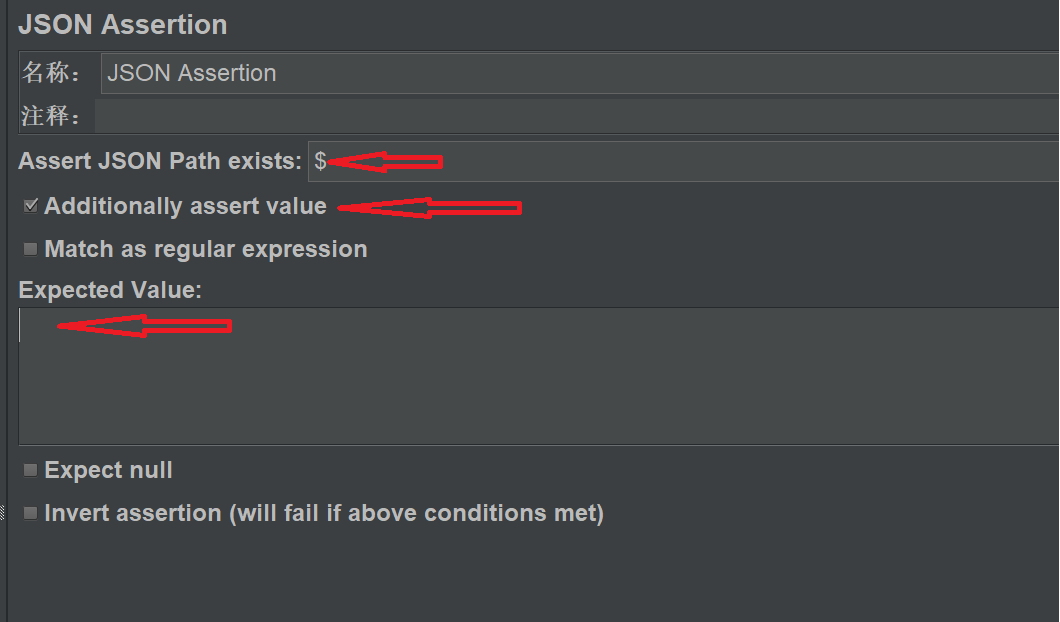 JSON Assertion
名称： JSON Assertion
注释：
Assert JSON Path exists: $
Additionally assert value
Match as regular expression
Expected Value:
Expect null
Invert assertion (will fail if above conditions met)